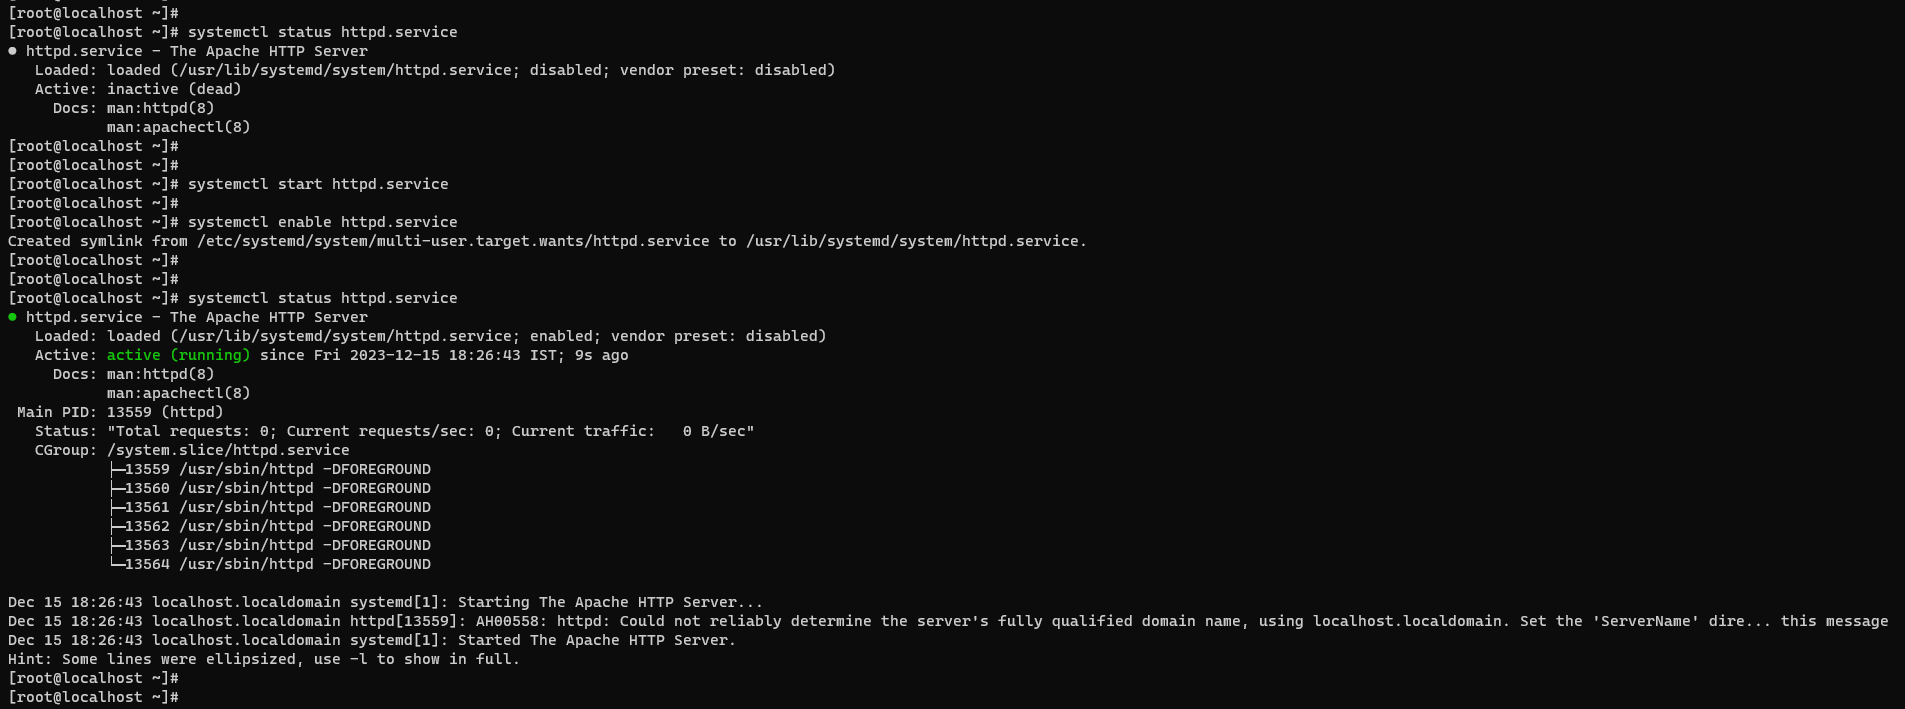 [root@localhost ~]#
[root@localhost ~]# systemctl status httpd.service
● httpd.service - The Apache HTTP Server
   Loaded: loaded (/usr/lib/systemd/system/httpd.service; disabled; vendor preset: disabled)
   Active: inactive (dead)
     Docs: man:httpd(8)
           man:apachectl(8)
[root@localhost ~]#
[root@localhost ~]#
[root@localhost ~]# systemctl start httpd.service
[root@localhost ~]#
[root@localhost ~]# systemctl enable httpd.service
Created symlink from /etc/systemd/system/multi-user.target.wants/httpd.service to /usr/lib/systemd/system/httpd.service.
[root@localhost ~]#
[root@localhost ~]#
[root@localhost ~]# systemctl status httpd.service
● httpd.service - The Apache HTTP Server
   Loaded: loaded (/usr/lib/systemd/system/httpd.service; enabled; vendor preset: disabled)
   Active: active (running) since Fri 2023-12-15 18:26:43 IST; 9s ago
     Docs: man:httpd(8)
           man:apachectl(8)
 Main PID: 13559 (httpd)
   Status: "Total requests: 0; Current requests/sec: 0; Current traffic:   0 B/sec"
   CGroup: /system.slice/httpd.service
           ├─13559 /usr/sbin/httpd -DFOREGROUND
           ├─13560 /usr/sbin/httpd -DFOREGROUND
           ├─13561 /usr/sbin/httpd -DFOREGROUND
           ├─13562 /usr/sbin/httpd -DFOREGROUND
           ├─13563 /usr/sbin/httpd -DFOREGROUND
           └─13564 /usr/sbin/httpd -DFOREGROUND

Dec 15 18:26:43 localhost.localdomain systemd[1]: Starting The Apache HTTP Server...
Dec 15 18:26:43 localhost.localdomain httpd[13559]: AH00558: httpd: Could not reliably determine the server's fully qualified domain name, using localhost.localdomain. Set the 'ServerName' dire... this message
Dec 15 18:26:43 localhost.localdomain systemd[1]: Started The Apache HTTP Server.
Hint: Some lines were ellipsized, use -l to show in full.
[root@localhost ~]#
[root@localhost ~]#